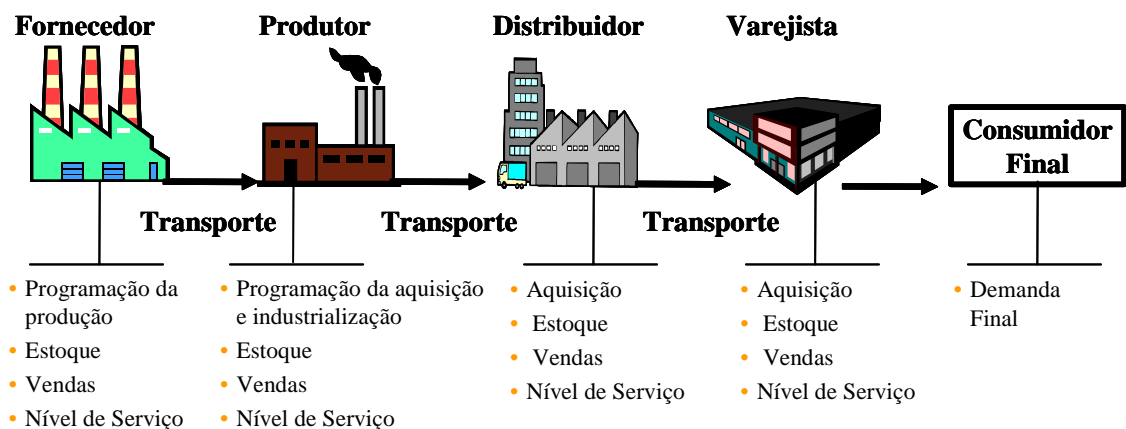 Fornecedor
Produtor
Distribuidor
Varejista
Consumidor
Final
Transporte
Transporte
Transporte
• Programação da
produção
• Estoque
• Vendas
• Nível de Serviço
• Programação da aquisição
e industrialização
• Estoque
• Vendas
• Nível de Serviço
• Aquisição
• Estoque
• Vendas
• Nível de Serviço
• Aquisição
• Estoque
• Vendas
• Nível de Serviço
• Demanda
Final